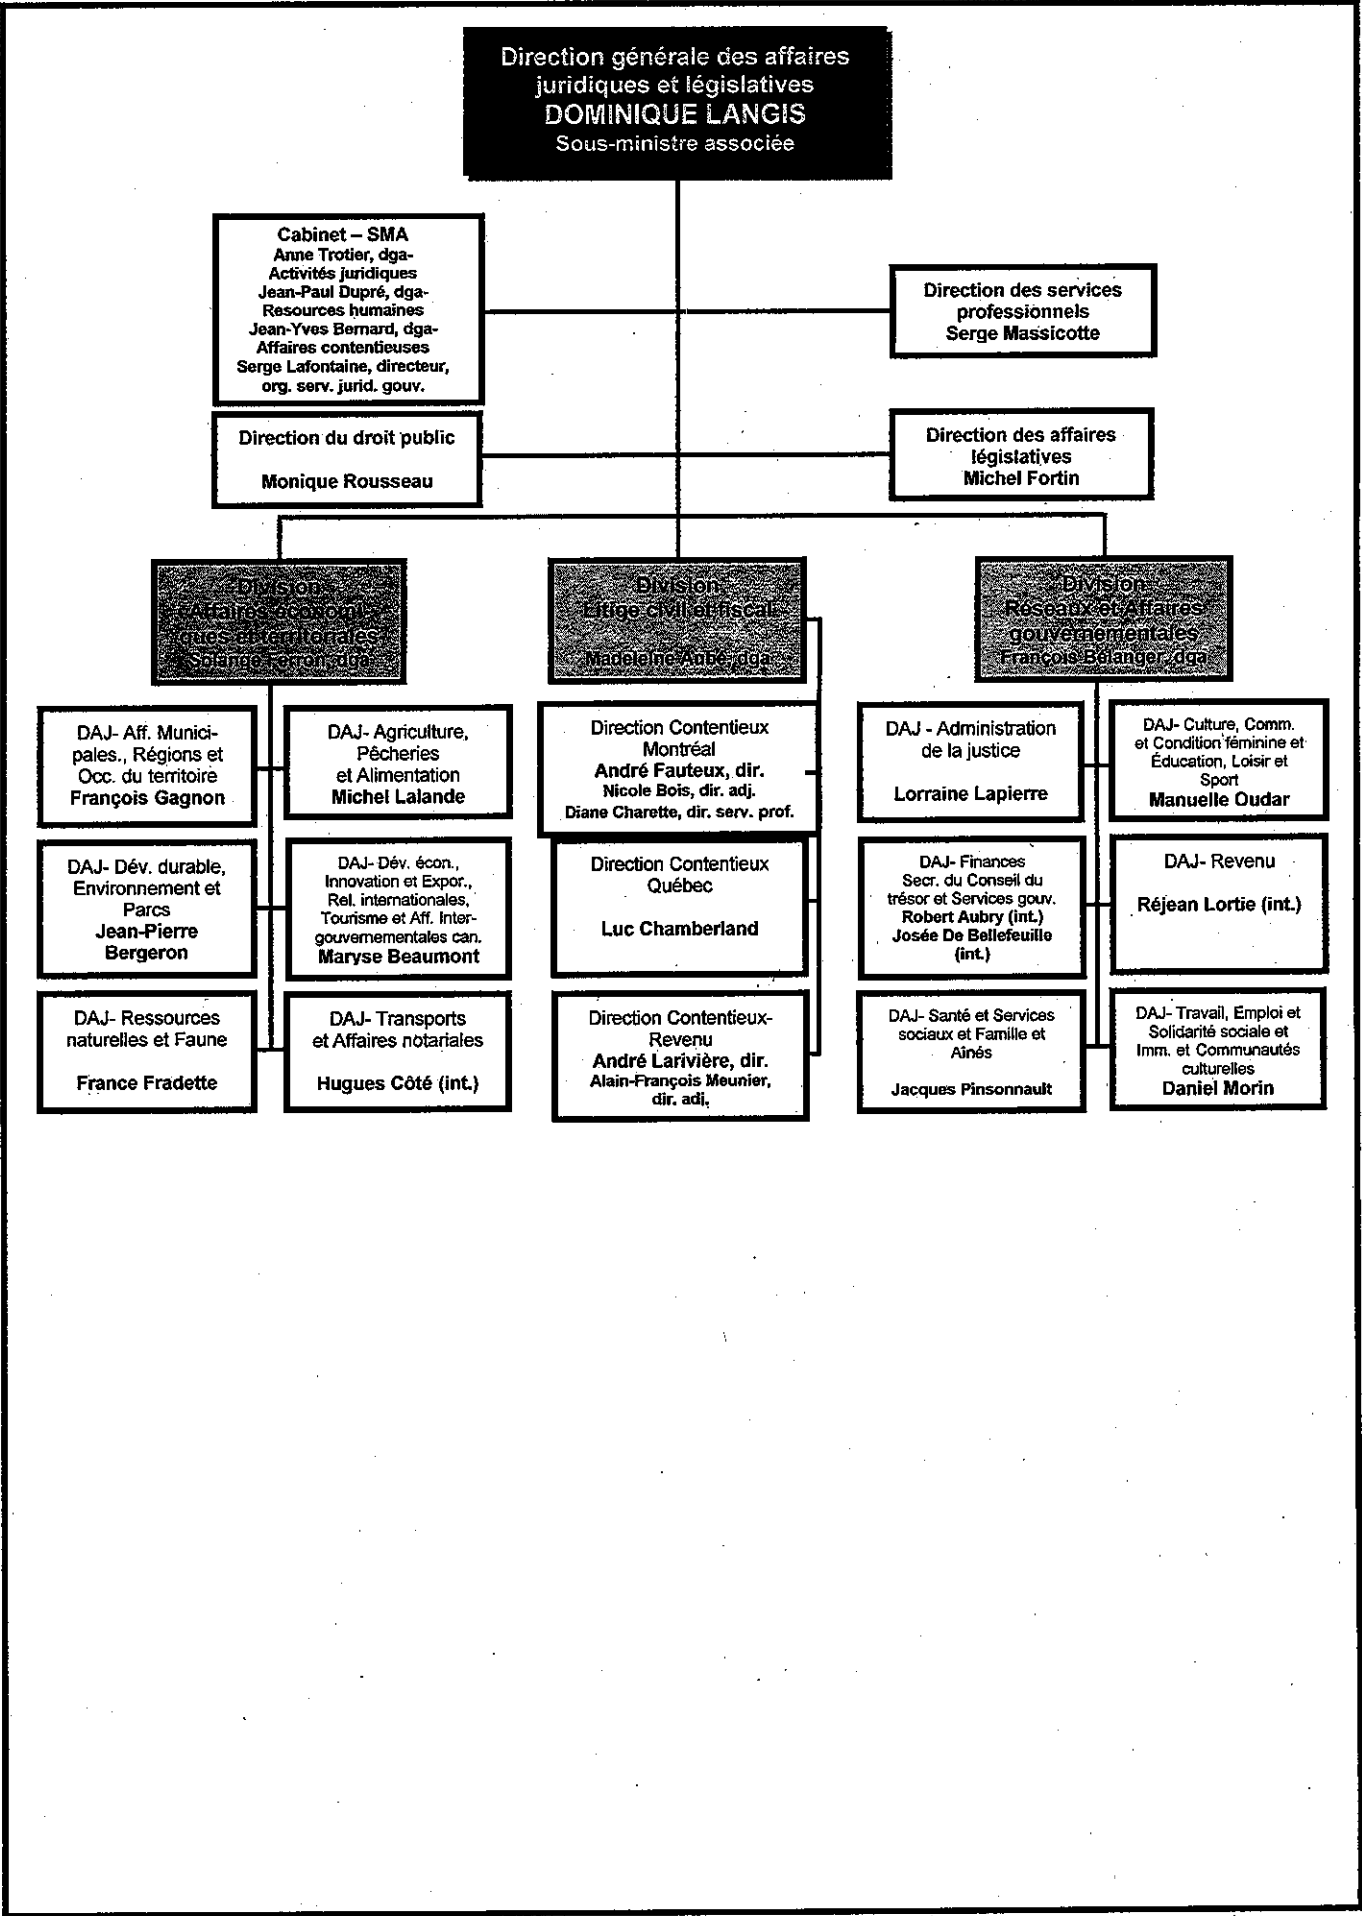 Direction générale des affaires
juridiques et législatives
DOMINIQUE LANGIS
Sous-ministre associée
Cabinet – SMA
Anne Trotier, dga-
Activités juridiques
Jean-Paul Dupré, dga-
Resources humaines
Jean-Yves Bernard, dga-
Affaires contentieuses
Serge Lafontaine, directeur,
org. serv. jurid. gouv.
Direction des services
professionnels
Serge Massicotte
Direction du droit public
Monique Rousseau
Direction des affaires
législatives
Michel Fortin
Division
Affaires économi-
ques et territoriales
Solange Ferron, dga
Division
Litige civil et fiscal
Madeleine Aubé, dga
Division
Réseaux et Affaires
gouvernementales
François Bélanger, dga
DAJ- Aff. Munici-
pales., Régions et
Occ. du territoire
François Gagnon
DAJ- Agriculture,
Pêcheries
et Alimentation
Michel Lalande
Direction Contentieux
Montréal
André Fauteux, dir.
Nicole Bois, dir. adj.
Diane Charette, dir. serv. prof.
DAJ - Administration
de la justice
Lorraine Lapierre
DAJ- Culture, Comm.
et Condition féminine et
Éducation, Loisir et
Sport
Manuelle Oudar
DAJ- Dév. durable,
Environnement et
Parcs
Jean-Pierre
Bergeron
DAJ- Dév. écon.,
Innovation et Expor.,
Rel. internationales,
Tourisme et Aff. Inter-
gouvernementales can.
Maryse Beaumont
Direction Contentieux
Québec
Luc Chamberland
DAJ- Finances
Secr. du Conseil du
trésor et Services gouv.
Robert Aubry (int.)
Josée De Bellefeuille
(int.)
DAJ- Revenu
Réjean Lortie (int.)
DAJ- Ressources
naturelles et Faune
France Fradette
DAJ- Transports
et Affaires notariales
Hugues Côté (int.)
Direction Contentieux-
Revenu
André Larivière, dir.
Alain-François Meunier,
dir. adj.
DAJ- Santé et Services
sociaux et Famille et
Aînés
Jacques Pinsonnault
DAJ- Travail, Emploi et
Solidarité sociale et
Imm. et Communautés
culturelles
Daniel Morin